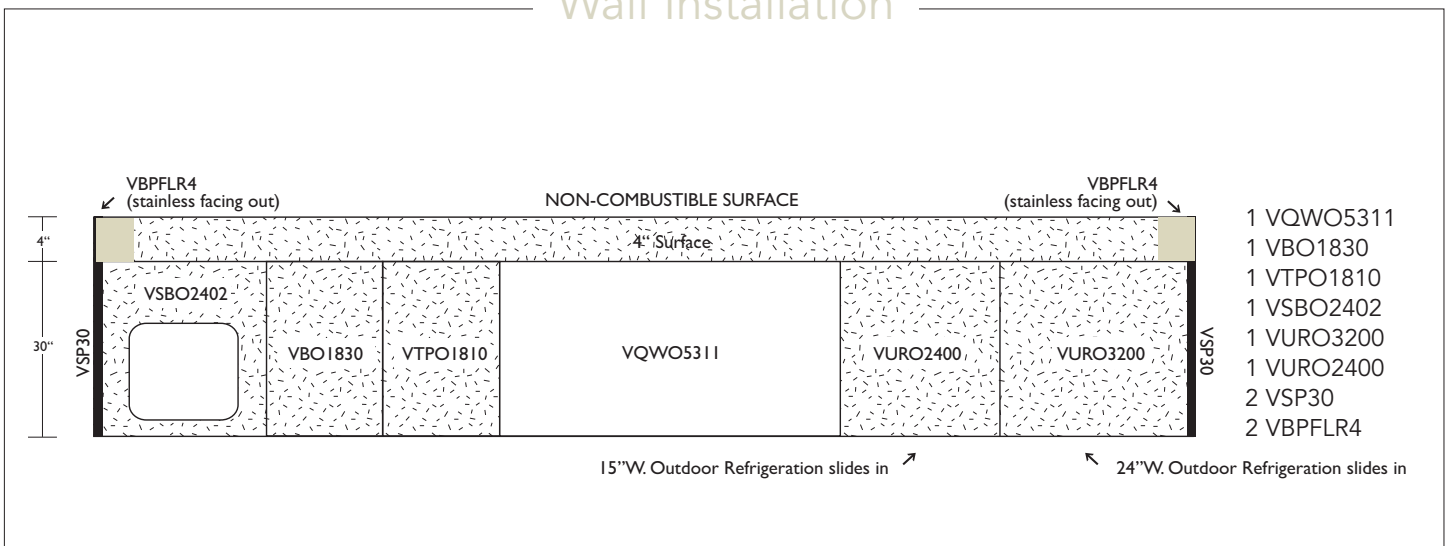 Wall Installation
VBPFLR4
(stainless facing out)
NON-COMBUSTIBLE SURFACE
VBPFLR4
(stainless facing out)
4“
4“ Surface
30“
VSP30
VSBO2402
VBO1830
VTPO1810
VQWO5311
VURO2400
VURO3200
VSP30
15”W. Outdoor Refrigeration slides in
24”W. Outdoor Refrigeration slides in
1 VQWO5311
1 VBO1830
1 VTPO1810
1 VSBO2402
1 VURO3200
1 VURO2400
2 VSP30
2 VBPFLR4